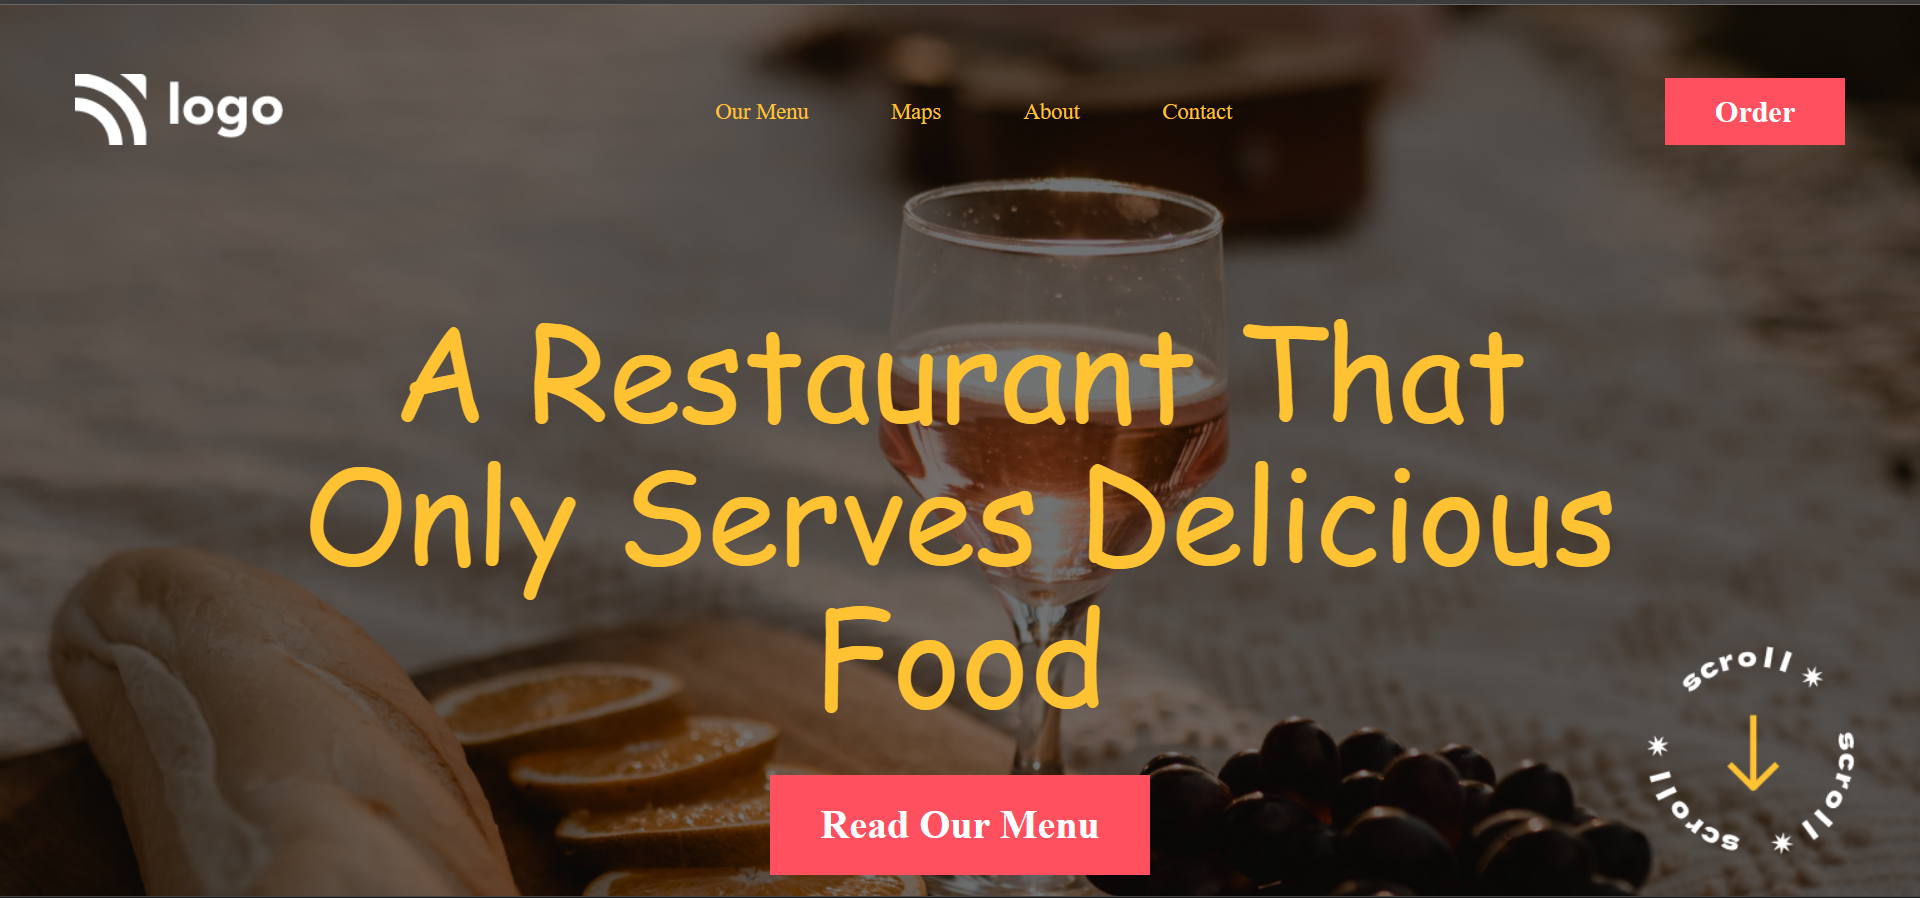 logo
Our Menu
Maps
About
Contact
Order
A Restaurant That
Only Serves Delicious
Food
Read Our Menu
scroll
scroll
scroll